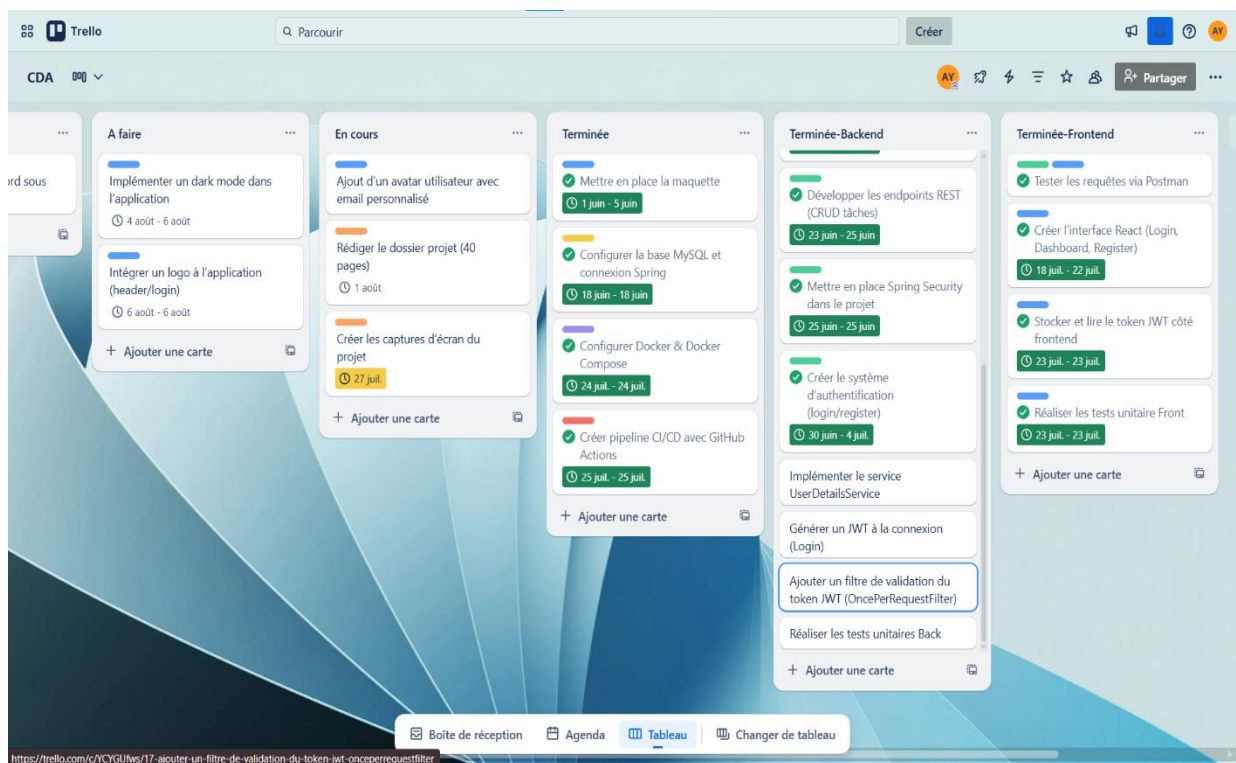 Trello
Parcourir
Créer
AY
CDA
AY
Partager
ord sous
A faire
Implémenter un dark mode dans
l'application
4 août - 6 août
Intégrer un logo à l'application
(header/login)
6 août - 6 août
+ Ajouter une carte
En cours
Ajout d'un avatar utilisateur avec
email personnalisé
Rédiger le dossier projet (40
pages)
1 août
Créer les captures d'écran du
projet
27 juil.
+ Ajouter une carte
Terminée
Mettre en place la maquette
1 juin - 5 juin
Configurer la base MySQL et
connexion Spring
18 juin - 18 juin
Configurer Docker & Docker
Compose
24 juil. - 24 juil.
Créer pipeline CI/CD avec GitHub
Actions
25 juil. - 25 juil.
+ Ajouter une carte
Terminée-Backend
Développer les endpoints REST
(CRUD tâches)
23 juin - 25 juin
Mettre en place Spring Security
dans le projet
25 juin - 25 juin
Créer le système
d'authentification
(login/register)
30 juin - 4 juil.
Implémenter le service
UserDetailsService
Générer un JWT à la connexion
(Login)
Ajouter un filtre de validation du
token JWT (OncePerRequestFilter)
Réaliser les tests unitaires Back
+ Ajouter une carte
Terminée-Frontend
Tester les requêtes via Postman
Créer l'interface React (Login,
Dashboard, Register)
18 juil. - 22 juil.
Stocker et lire le token JWT côté
frontend
23 juil. - 23 juil.
Réaliser les tests unitaire Front
23 juil. - 23 juil.
+ Ajouter une carte
Boîte de réception
Agenda
Tableau
Changer de tableau
https://trello.com/c/YCYGUfws/17-ajouter-un-filtre-de-validation-du-token-jwt-onceperrequestfilter